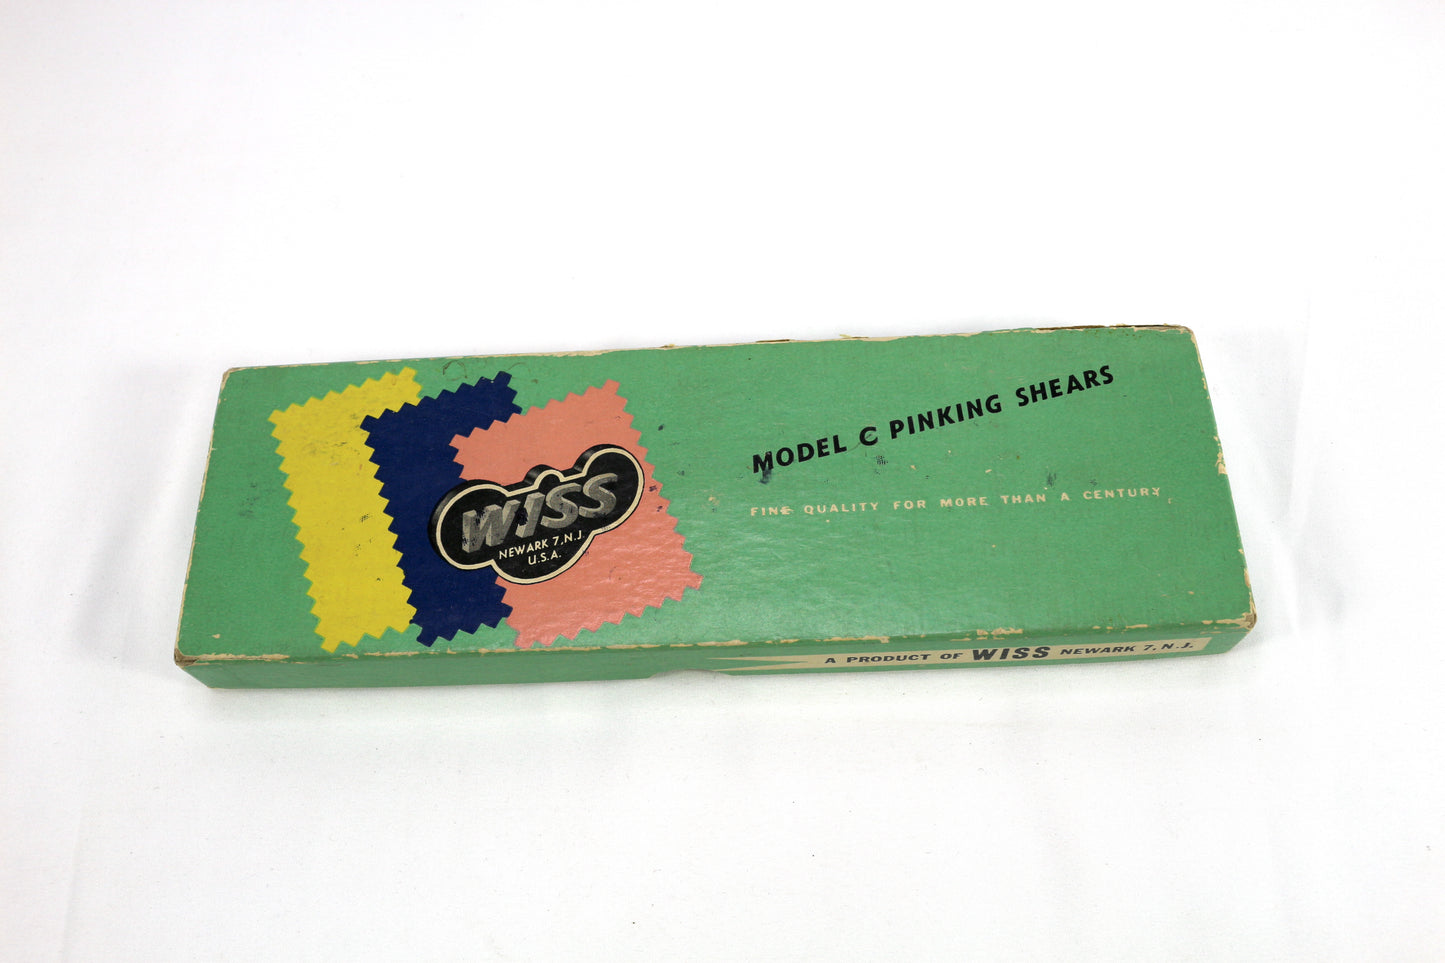 WISS
NEWARK 7, N.J.
U.S.A.
MODEL C PINKING SHEARS
FINE QUALITY FOR MORE THAN A CENTURY
A PRODUCT OF WISS NEWARK 7, N.J.